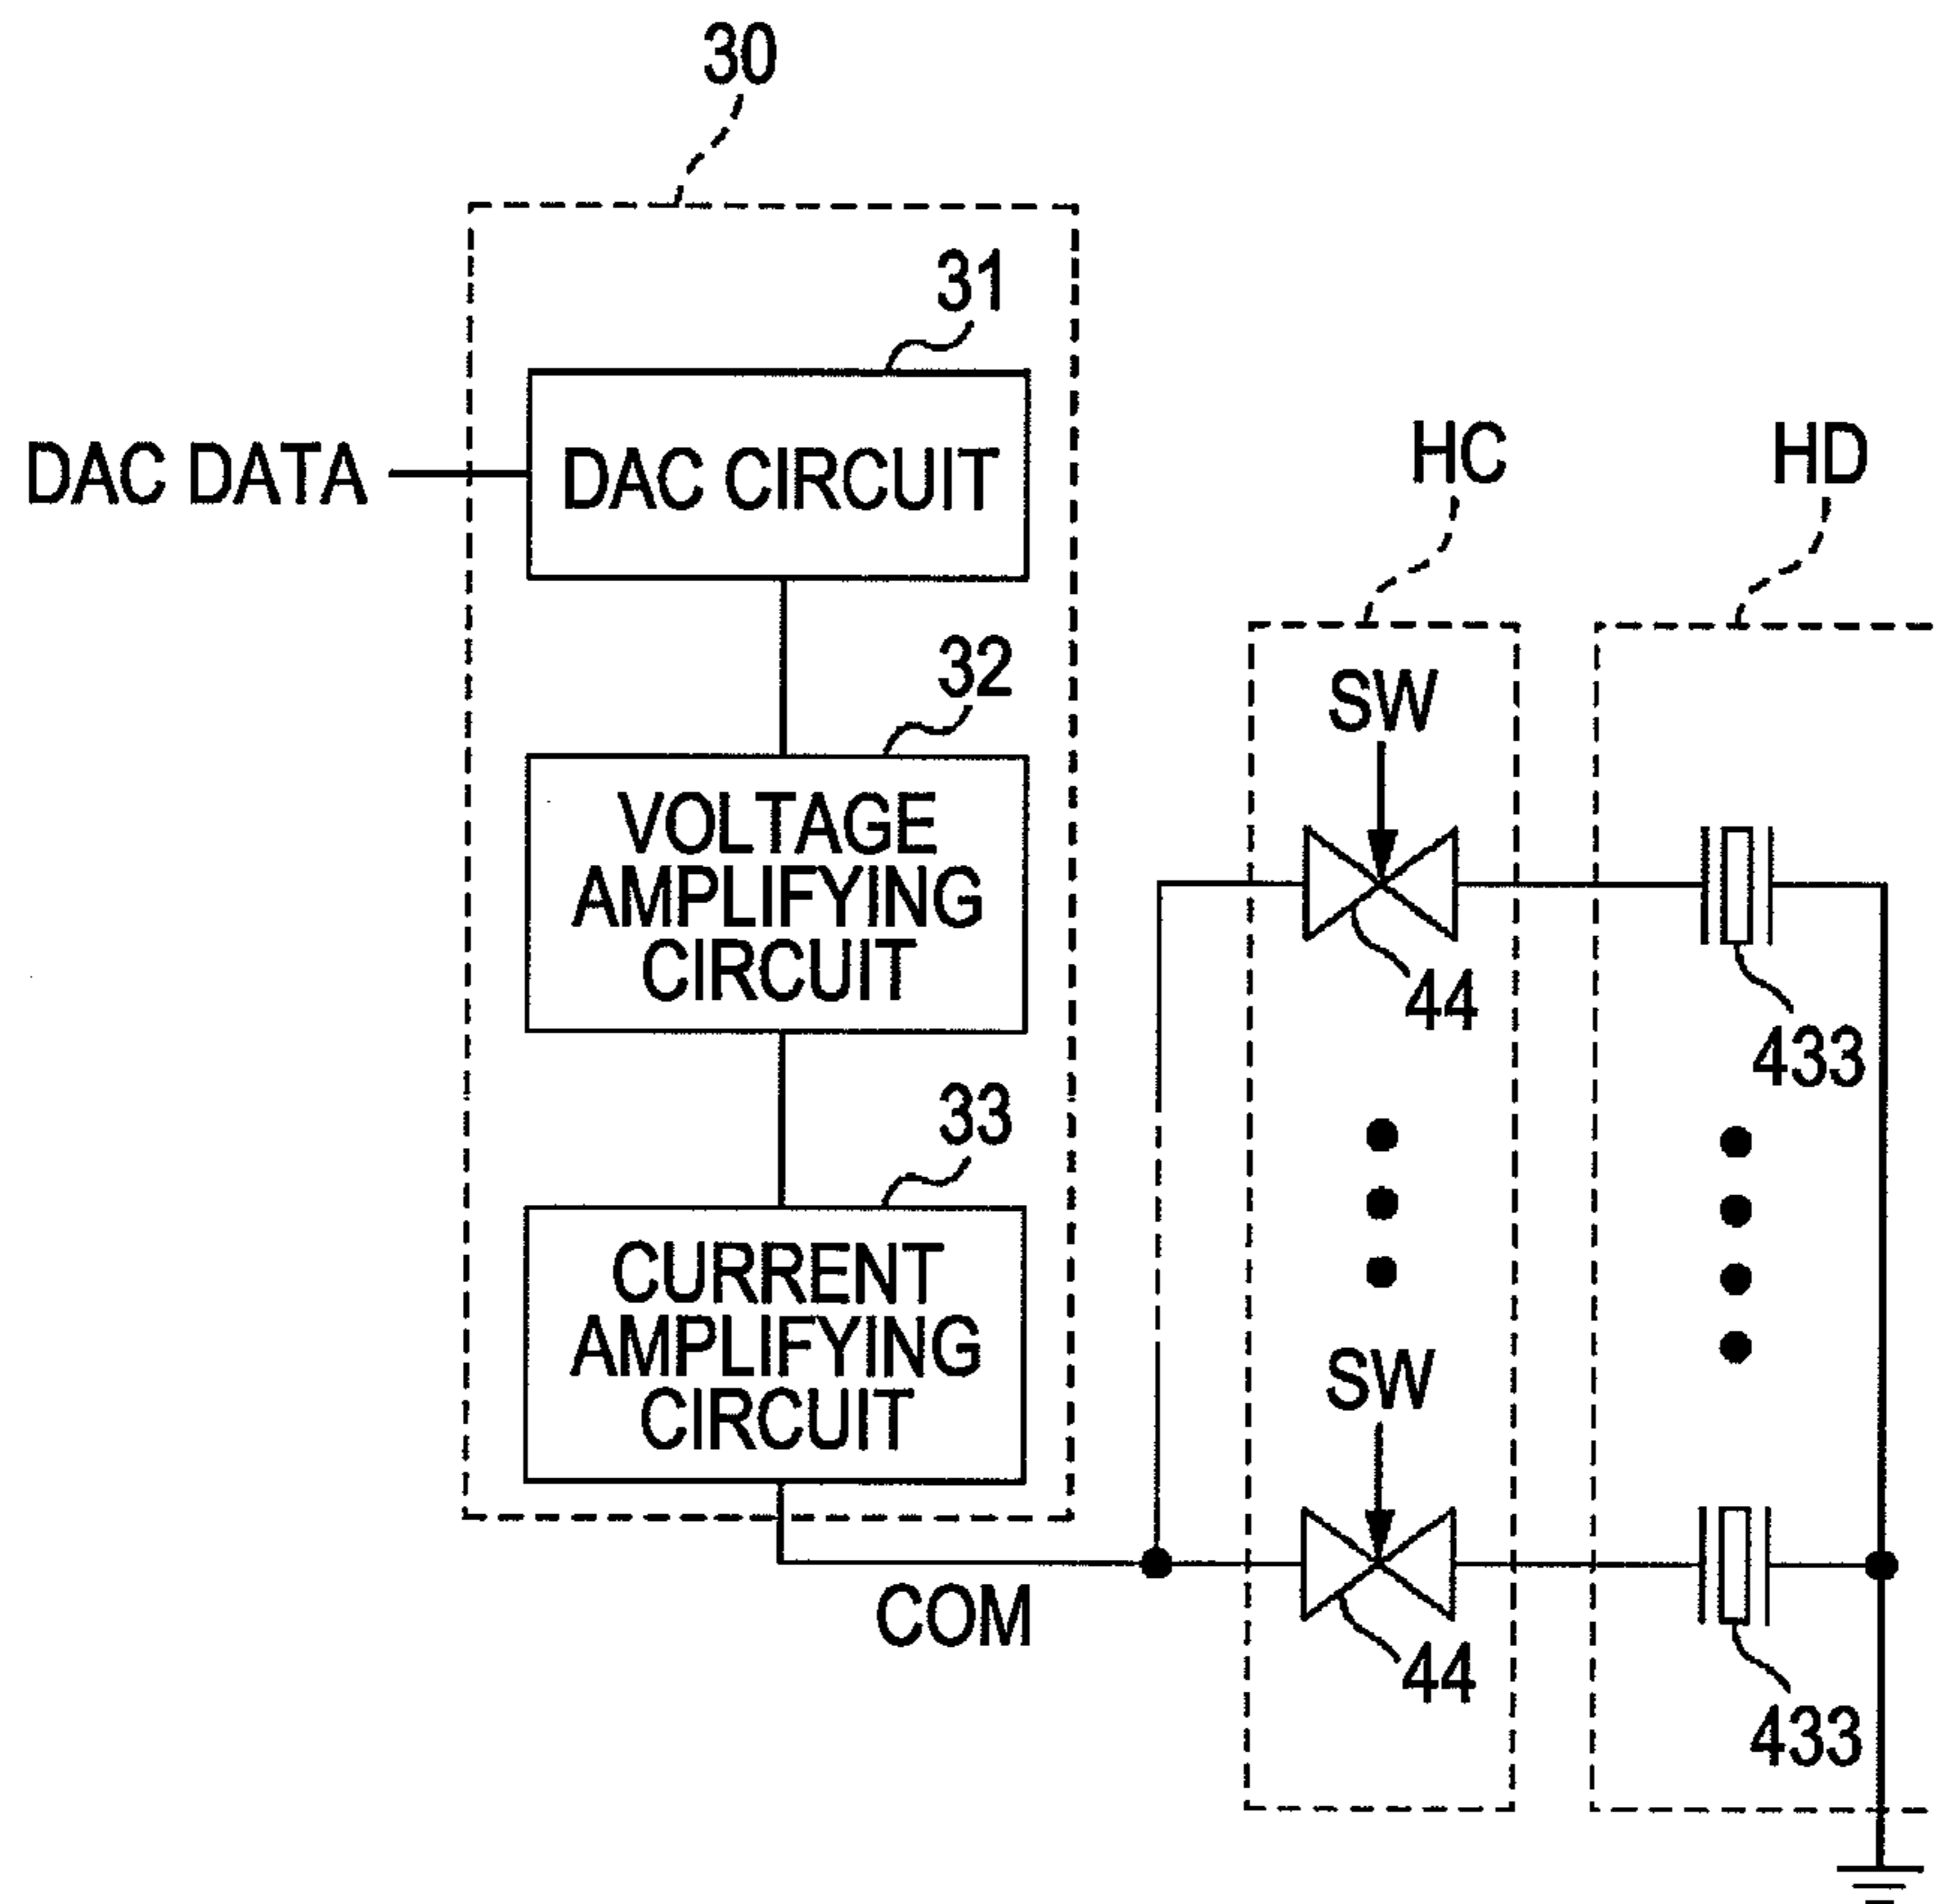 30
31
DAC DATA
DAC CIRCUIT
HC
HD
32
SW
VOLTAGE
AMPLIFYING
CIRCUIT
44
433
33
CURRENT
AMPLIFYING
CIRCUIT
SW
COM
44
433